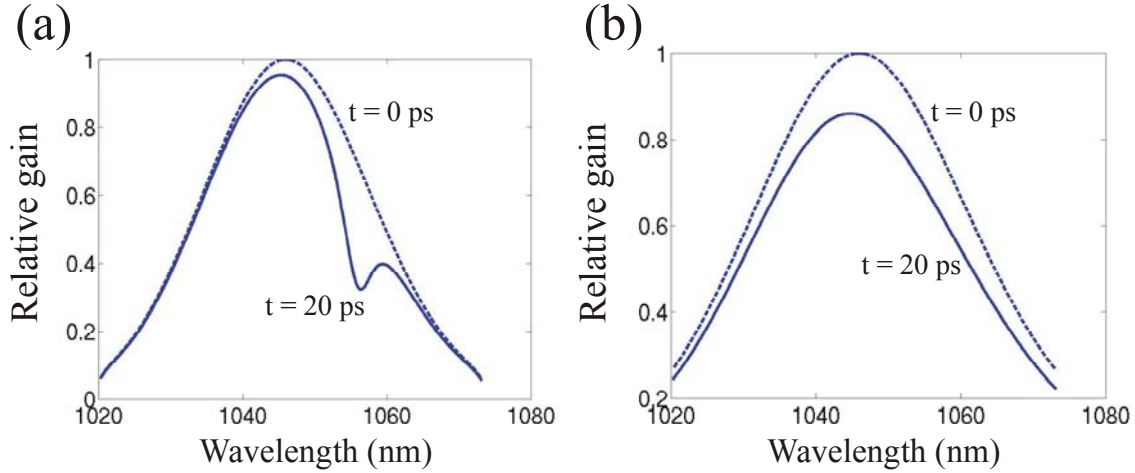 (a)
Relative gain
1
0.8
0.6
0.4
0.2
0
1020
1040
1060
1080
t = 0 ps
t = 20 ps
Wavelength (nm)
(b)
Relative gain
1
0.8
0.6
0.4
0.2
1020
1040
1060
1080
t = 0 ps
t = 20 ps
Wavelength (nm)